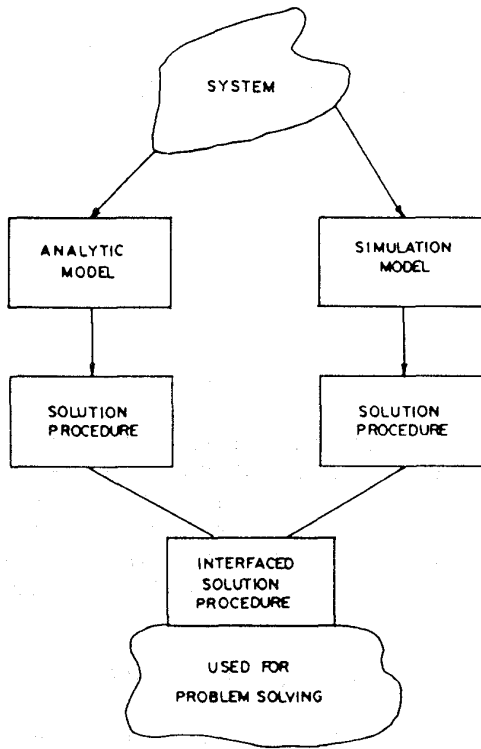 SYSTEM
ANALYTIC
MODEL
SIMULATION
MODEL
SOLUTION
PROCEDURE
SOLUTION
PROCEDURE
INTERFACED
SOLUTION
PROCEDURE
USED FOR
PROBLEM SOLVING